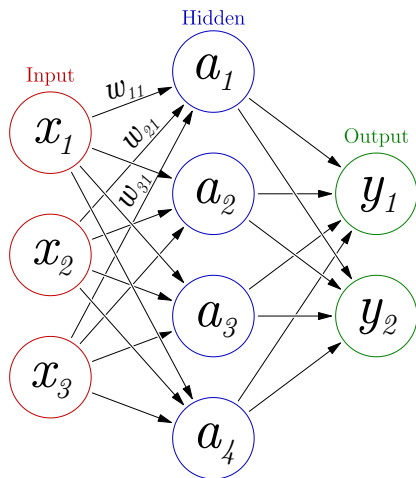 Hidden
Input
Output
w₁₁
w₂₁
w₃₁
x₁
x₂
x₃
a₁
a₂
a₃
a₄
y₁
y₂